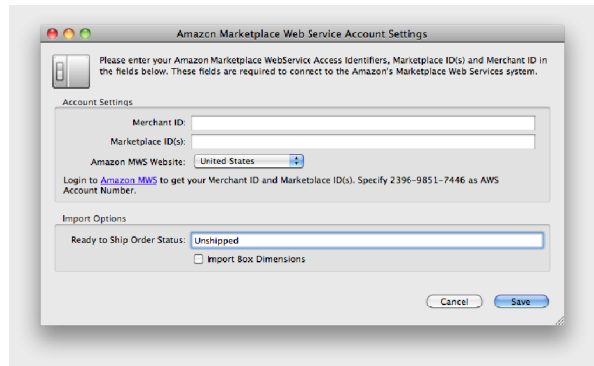 Amazon Marketplace Web Service Account Settings
Please enter your Amazon Marketplace WebService Access Identifiers, Marketplace ID(s) and Merchant ID in
the fields below. These fields are required to connect to the Amazon's Marketplace Web Services system.
Account Settings
Merchant ID:
Marketplace ID(s):
Amazon MWS Website: United States
Login to Amazon MWS to get your Merchant ID and Marketplace ID(s). Specify 2396-9851-7446 as AWS
Account Number.
Import Options
Ready to Ship Order Status: Unshipped
Import Box Dimensions
Cancel Save